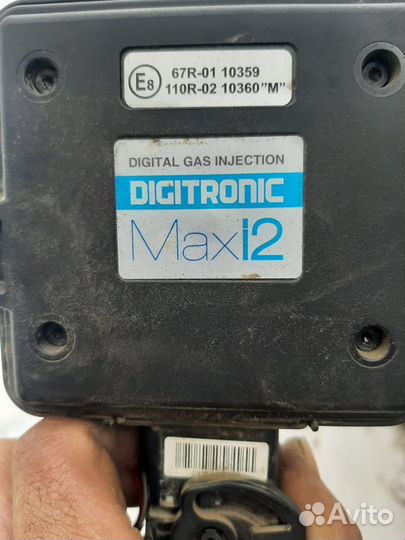 E8
67R-01 10359
110R-02 10360"M"
DIGITAL GAS INJECTION
DIGITRONIC
Maxi2
Avito